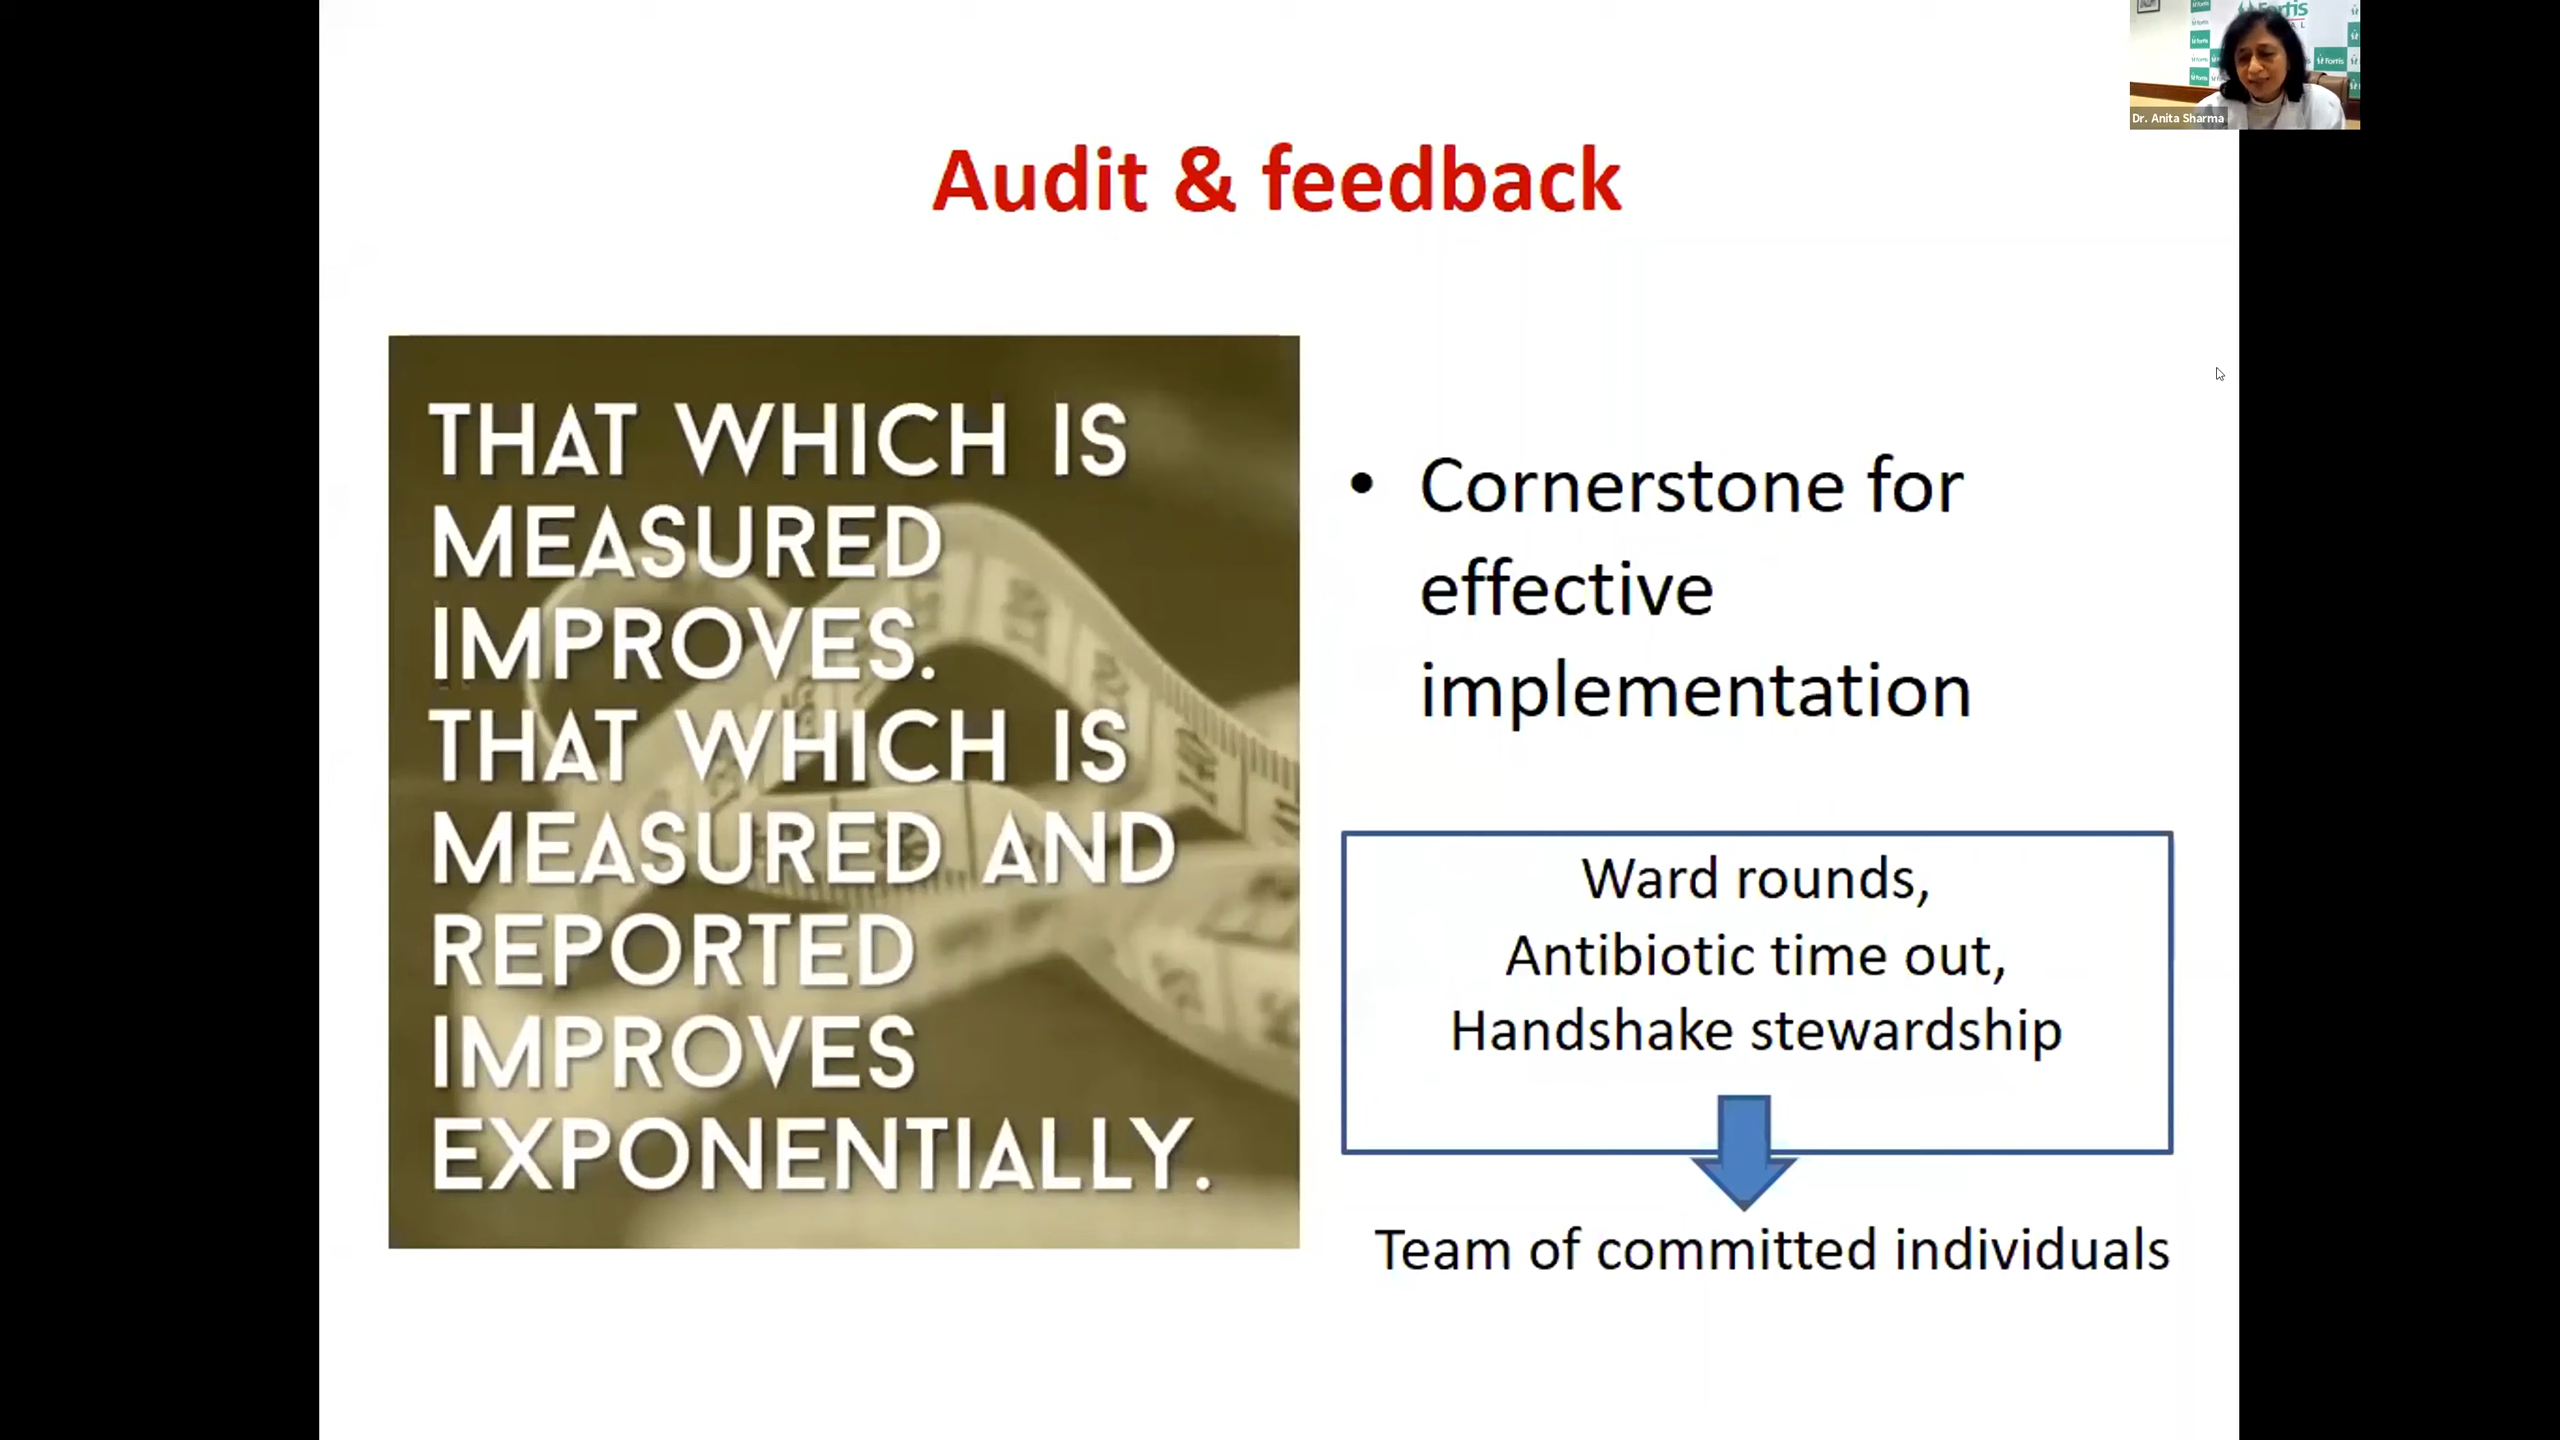 Fortis
Dr. Anita Sharma
Audit & feedback
THAT WHICH IS
MEASURED
IMPROVES.
THAT WHICH IS
MEASURED AND
REPORTED
IMPROVES
EXPONENTIALLY.
• Cornerstone for
effective
implementation
Ward rounds,
Antibiotic time out,
Handshake stewardship
Team of committed individuals